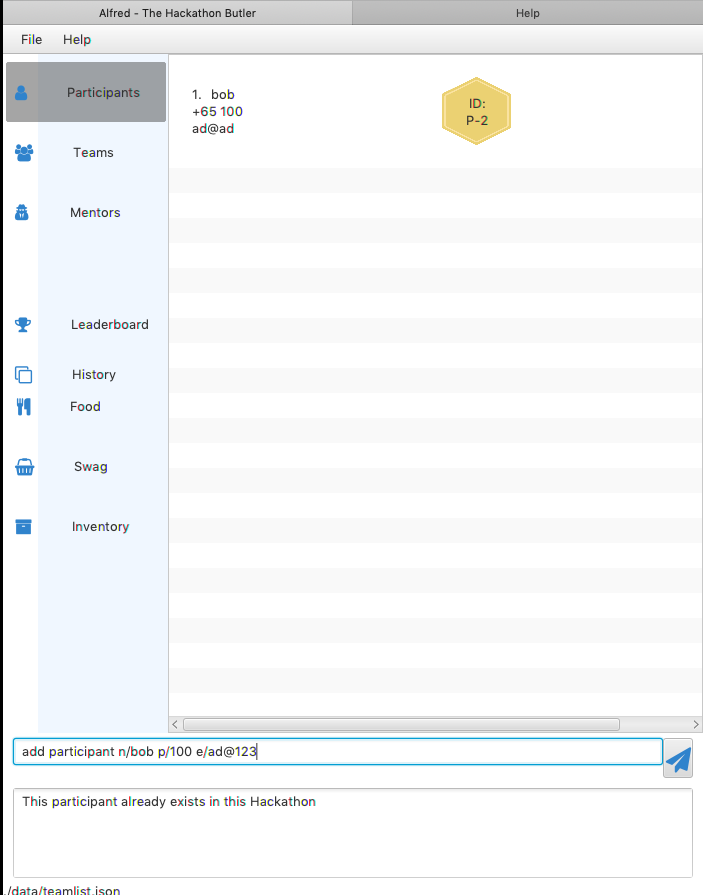 Alfred - The Hackathon Butler
Help
File
Help
Participants
Teams
Mentors
Leaderboard
History
Food
Swag
Inventory
1. bob
+65 100
ad@ad
ID:
P-2
add participant n/bob p/100 e/ad@123
This participant already exists in this Hackathon
./data/teamlist.json